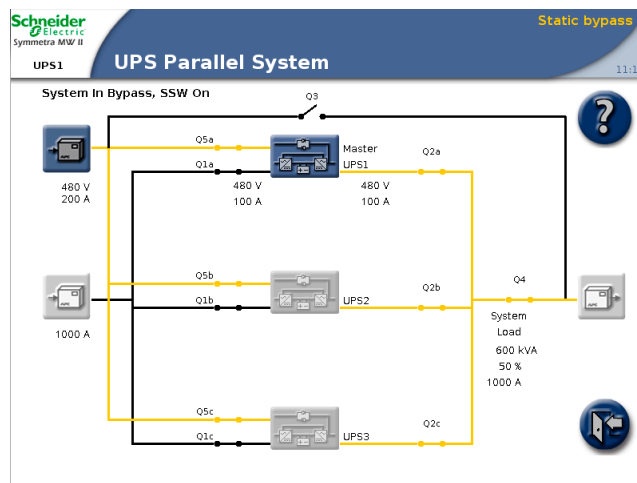 Schneider
Electric
Symmetra MW II
UPS1
UPS Parallel System
Static bypass
System In Bypass, SSW On
Q3
Q5a
Q1a
480 V
200 A
480 V
100 A
Master
UPS1
480 V
100 A
Q2a
Q5b
Q1b
UPS2
Q2b
Q4
1000 A
System
Load
600 kVA
50 %
1000 A
Q5c
Q1c
UPS3
Q2c